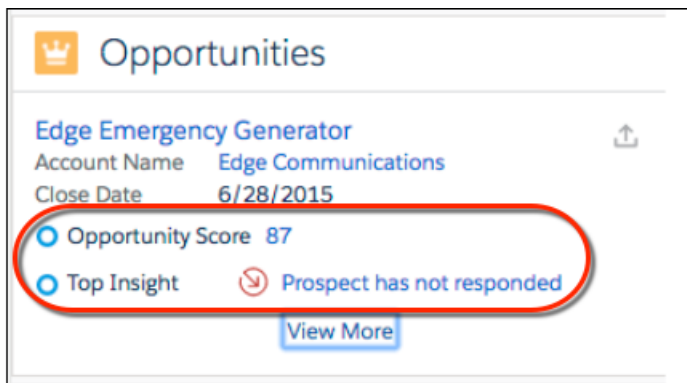 Opportunities
Edge Emergency Generator
Account Name Edge Communications
Close Date 6/28/2015
Opportunity Score 87
Top Insight Prospect has not responded
View More